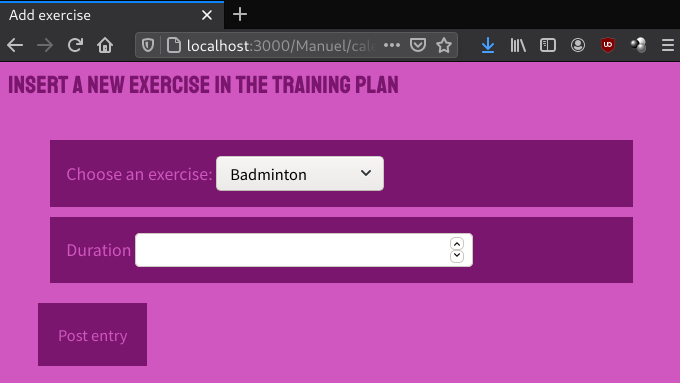 Add exercise
localhost:3000/Manuel/cal
INSERT A NEW EXERCISE IN THE TRAINING PLAN
Choose an exercise: Badminton
Duration
Post entry